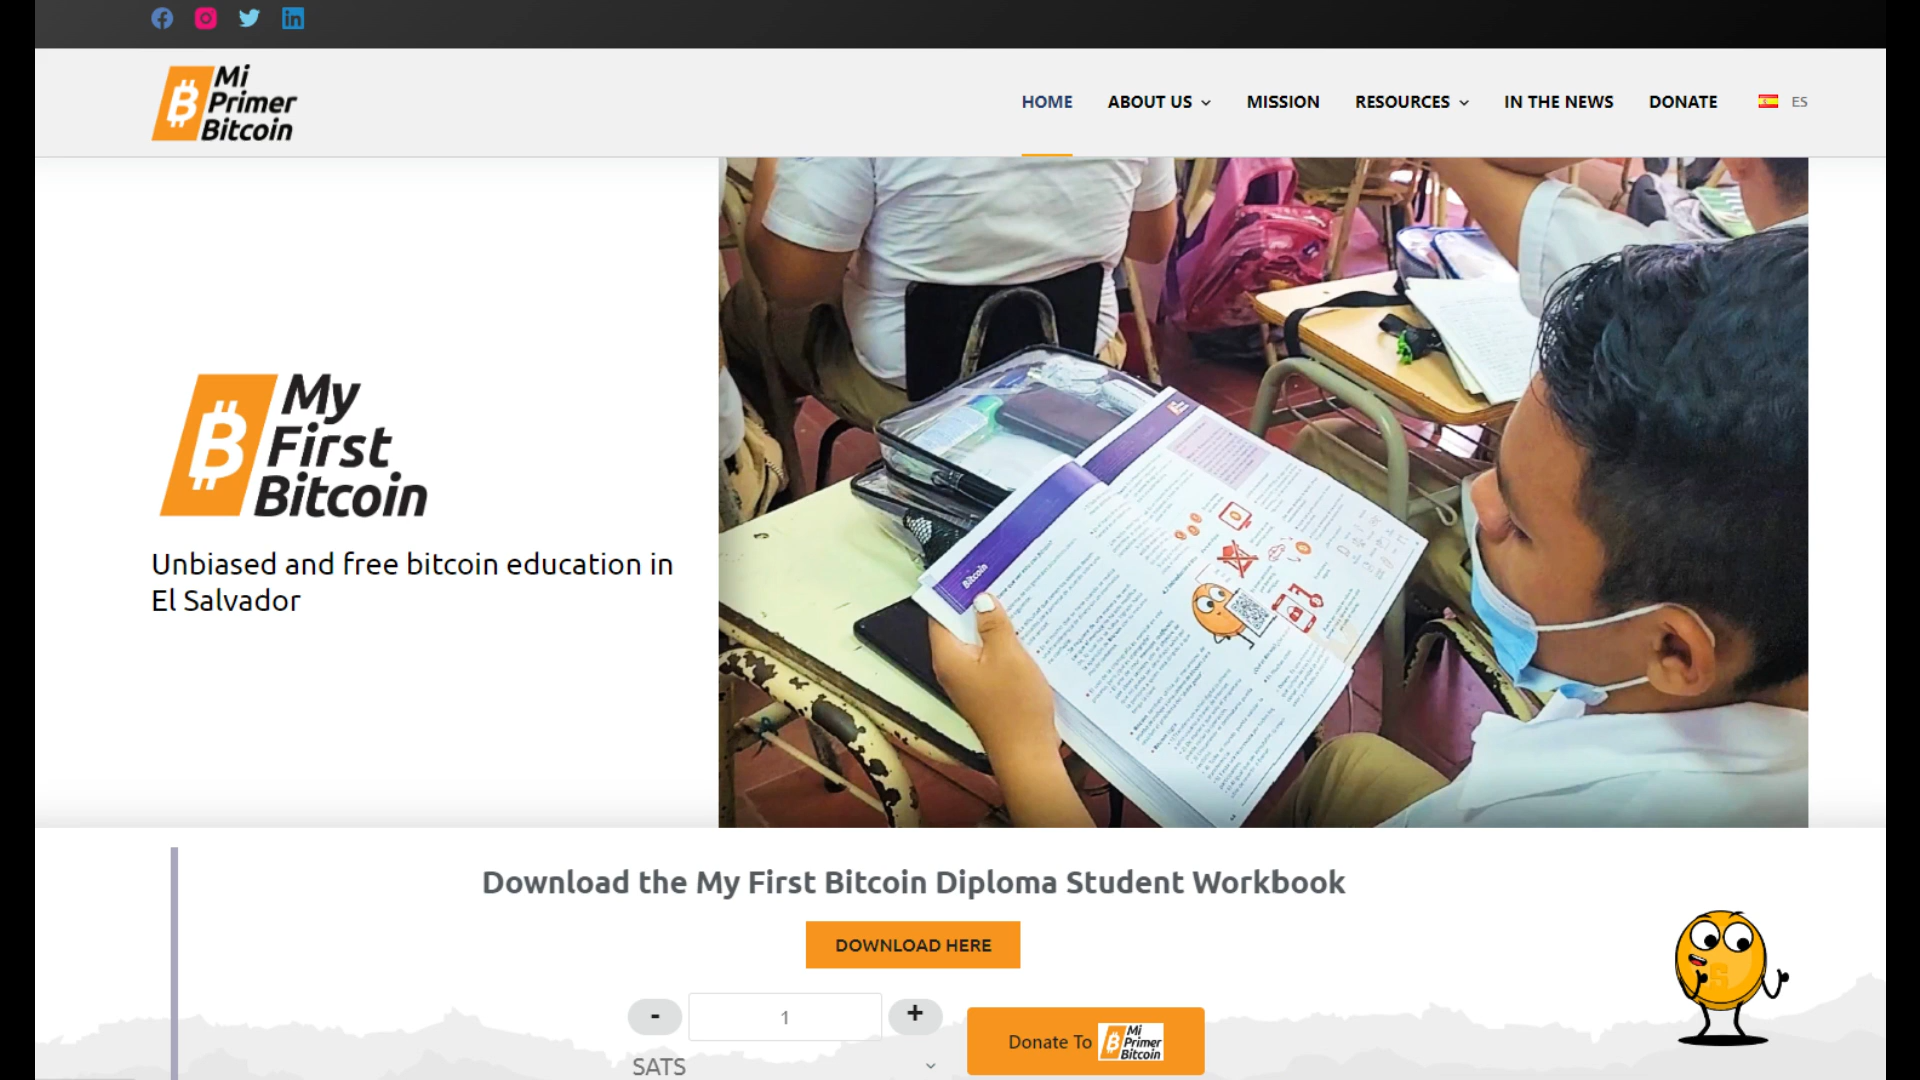 Mi
Primer
Bitcoin
HOME
ABOUT US
MISSION
RESOURCES
IN THE NEWS
DONATE
ES
My
First
Bitcoin
Unbiased and free bitcoin education in
El Salvador
Bitcoin
Download the My First Bitcoin Diploma Student Workbook
DOWNLOAD HERE
- 1 +
SATS
Donate To Mi Primer Bitcoin